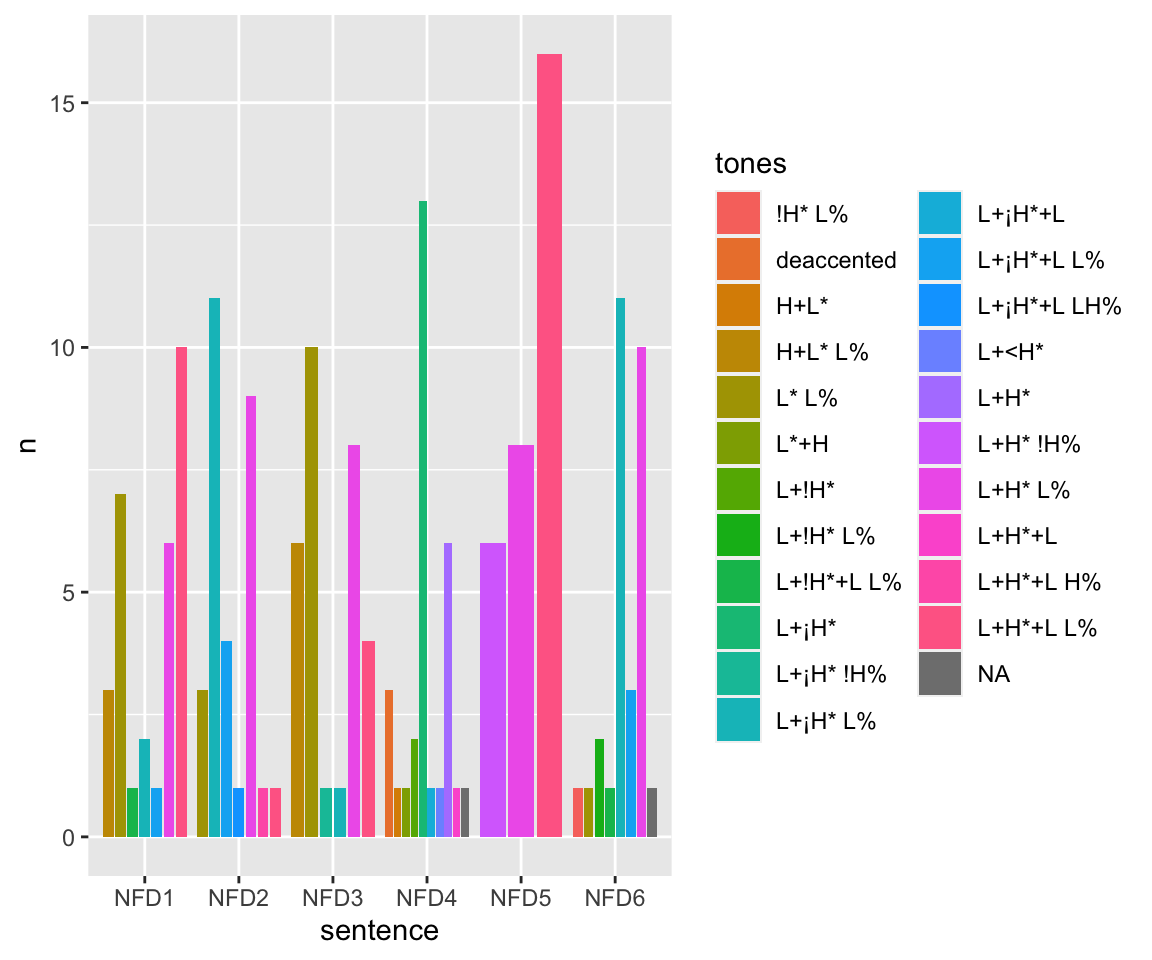 15
10
5
0
n
NFD1 NFD2 NFD3 NFD4 NFD5 NFD6
sentence
tones
!H* L%
deaccented
H+L*
H+L* L%
L* L%
L*+H
L+!H*
L+!H* L%
L+!H*+L L%
L+¡H*
L+¡H* !H%
L+¡H* L%
L+¡H*+L
L+¡H*+L L%
L+¡H*+L LH%
L+<H*
L+H*
L+H* !H%
L+H* L%
L+H*+L
L+H*+L H%
L+H*+L L%
NA